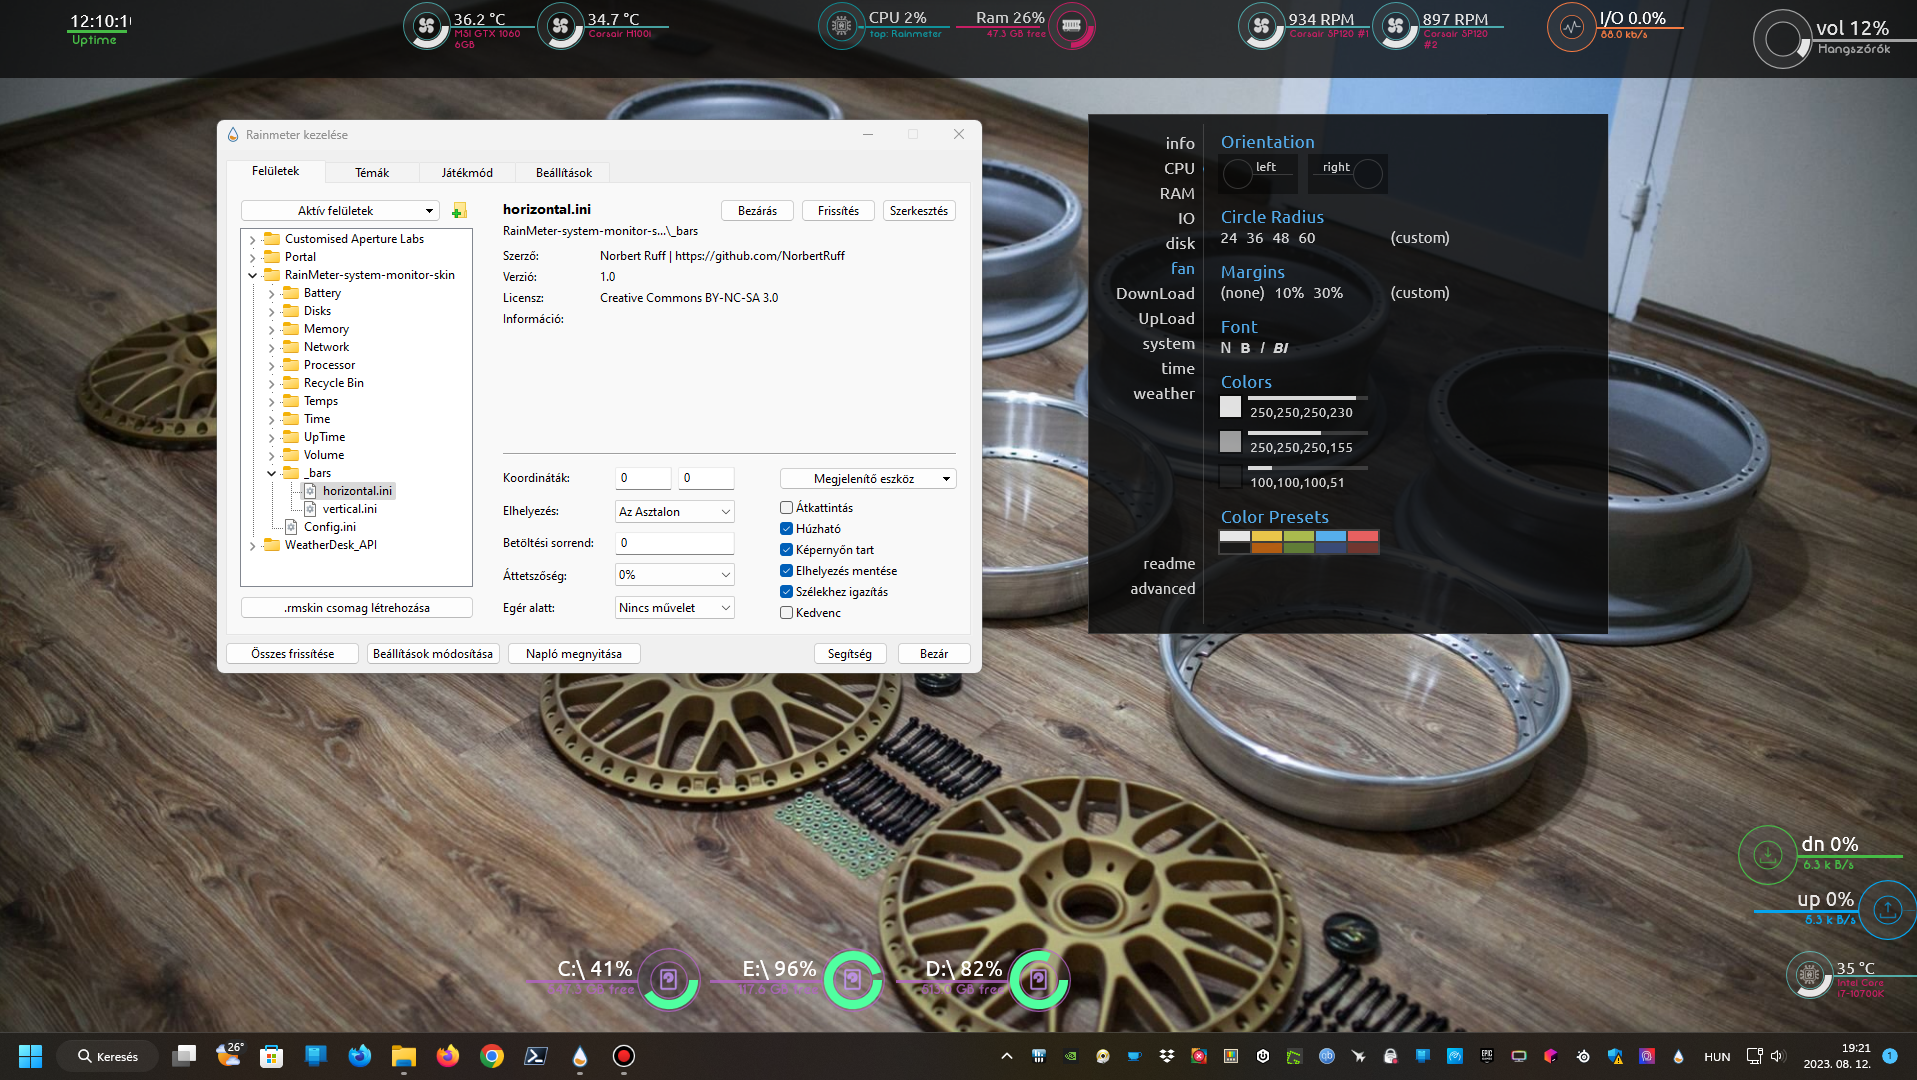 12:10:1
Uptime
36.2 °C
MSI GTX 1060
6GB
34.7 °C
Corsair H100i
CPU 2%
top: Rainmeter
Ram 26%
47.3 GB free
934 RPM
Corsair SP120 #1
897 RPM
Corsair SP120
#2
I/O 0.0%
88.0 kb/s
vol 12%
Hangszórók
Rainmeter kezelése
Felületek
Témák
Játékmód
Beállítások
Aktív felületek
Customised Aperture Labs
Portal
RainMeter-system-monitor-skin
Battery
Disks
Memory
Network
Processor
Recycle Bin
Temps
Time
UpTime
Volume
_bars
horizontal.ini
vertical.ini
Config.ini
WeatherDesk_API
.rmskin csomag létrehozása
horizontal.ini
Bezárás
Frissítés
Szerkesztés
RainMeter-system-monitor-s...\_bars
Szerző: Norbert Ruff | https://github.com/NorbertRuff
Verzió: 1.0
Licensz: Creative Commons BY-NC-SA 3.0
Információ:
Koordináták: 0 0
Megjelenítő eszköz
Elhelyezés: Az Asztalon
Betöltési sorrend: 0
Áttetszőség: 0%
Egér alatt: Nincs művelet
Átkattintás
Húzható
Képernyőn tart
Elhelyezés mentése
Szélekhez igazítás
Kedvenc
Összes frissítése
Beállítások módosítása
Napló megnyitása
Segítség
Bezár
info
CPU
RAM
IO
disk
fan
DownLoad
UpLoad
system
time
weather
readme
advanced
Orientation
left
right
Circle Radius
24 36 48 60 (custom)
Margins
(none) 10% 30% (custom)
Font
N B I BI
Colors
250,250,250,230
250,250,250,155
100,100,100,51
Color Presets
dn 0%
6.3 k B/s
up 0%
8.3 k B/s
35 °C
Intel Core
i7-10700K
C:\ 41%
GB free
E:\ 96%
D:\ 82%
GB free
26°
Keresés
HUN
19:21
2023. 08. 12.
1